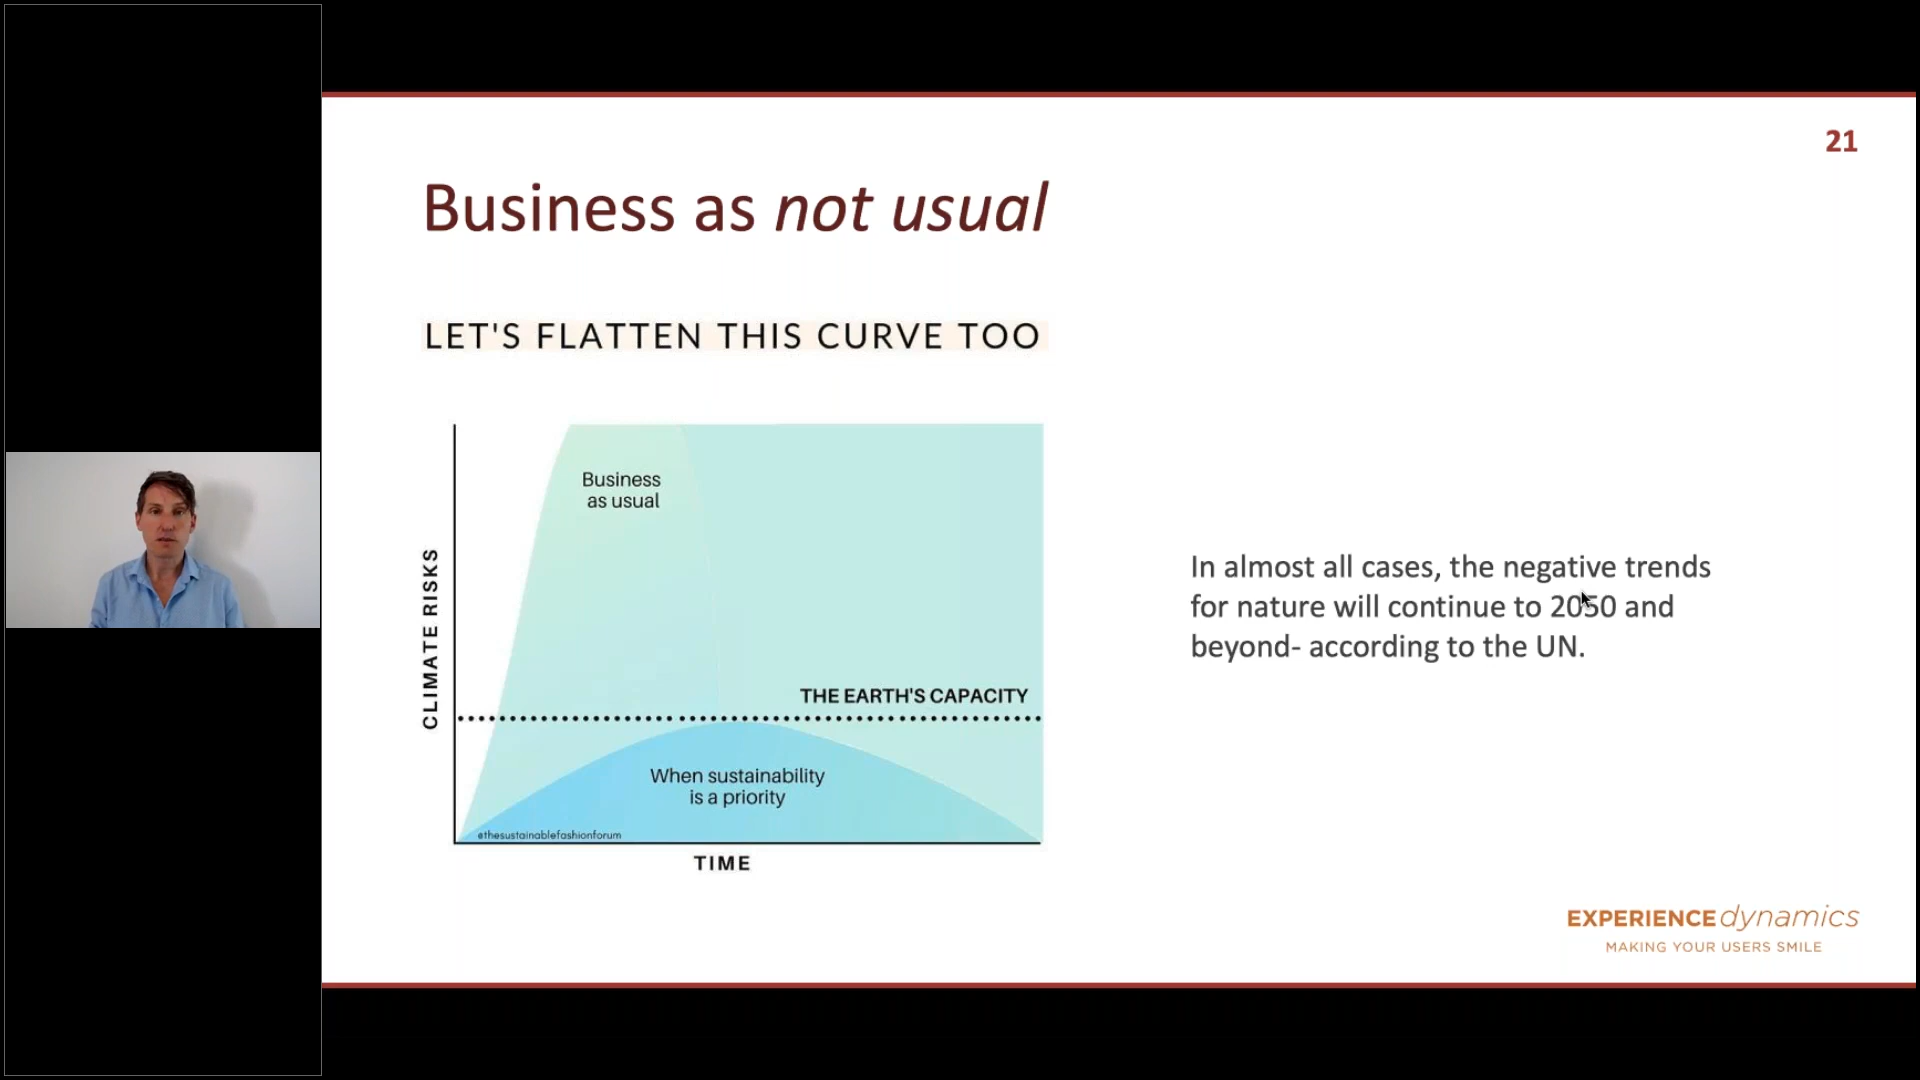 21
Business as not usual
LET'S FLATTEN THIS CURVE TOO
Business
as usual
CLIMATE RISKS
THE EARTH'S CAPACITY
When sustainability
is a priority
@thesustainablefashionforum
TIME
In almost all cases, the negative trends
for nature will continue to 2050 and
beyond- according to the UN.
EXPERIENCE dynamics
MAKING YOUR USERS SMILE